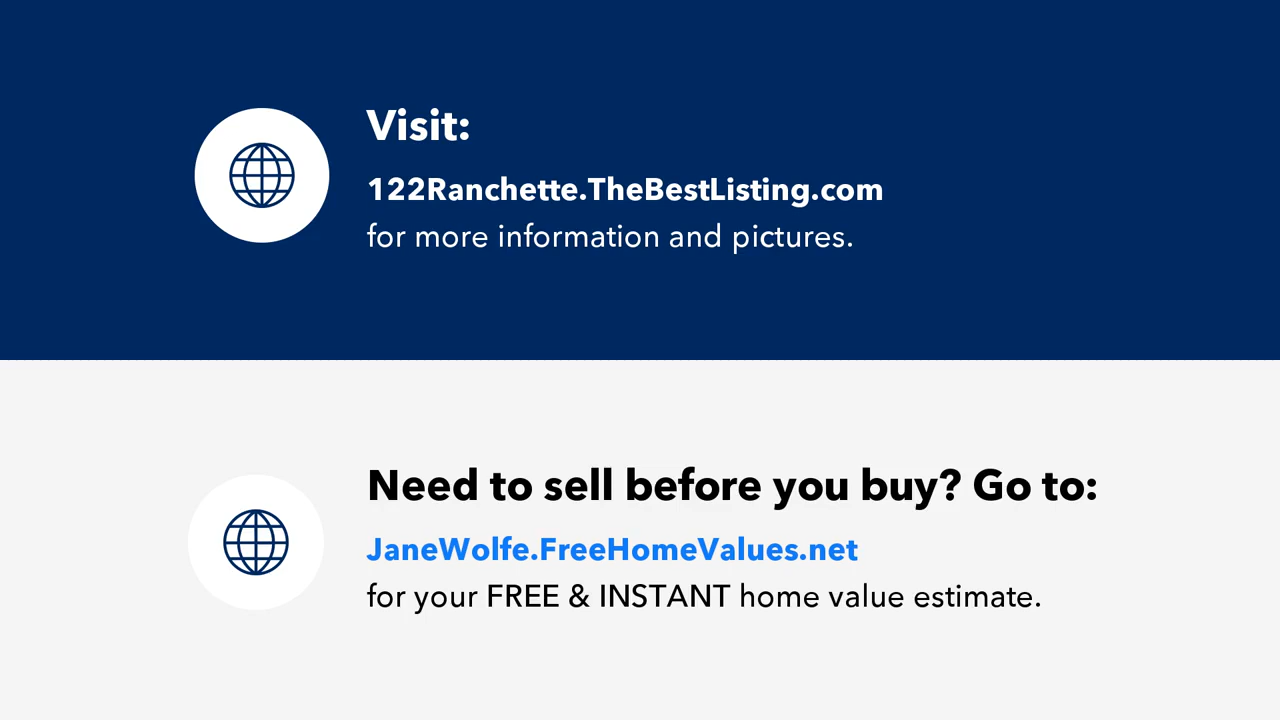 Visit:
122Ranchette.TheBestListing.com
for more information and pictures.
Need to sell before you buy? Go to:
JaneWolfe.FreeHomeValues.net
for your FREE & INSTANT home value estimate.